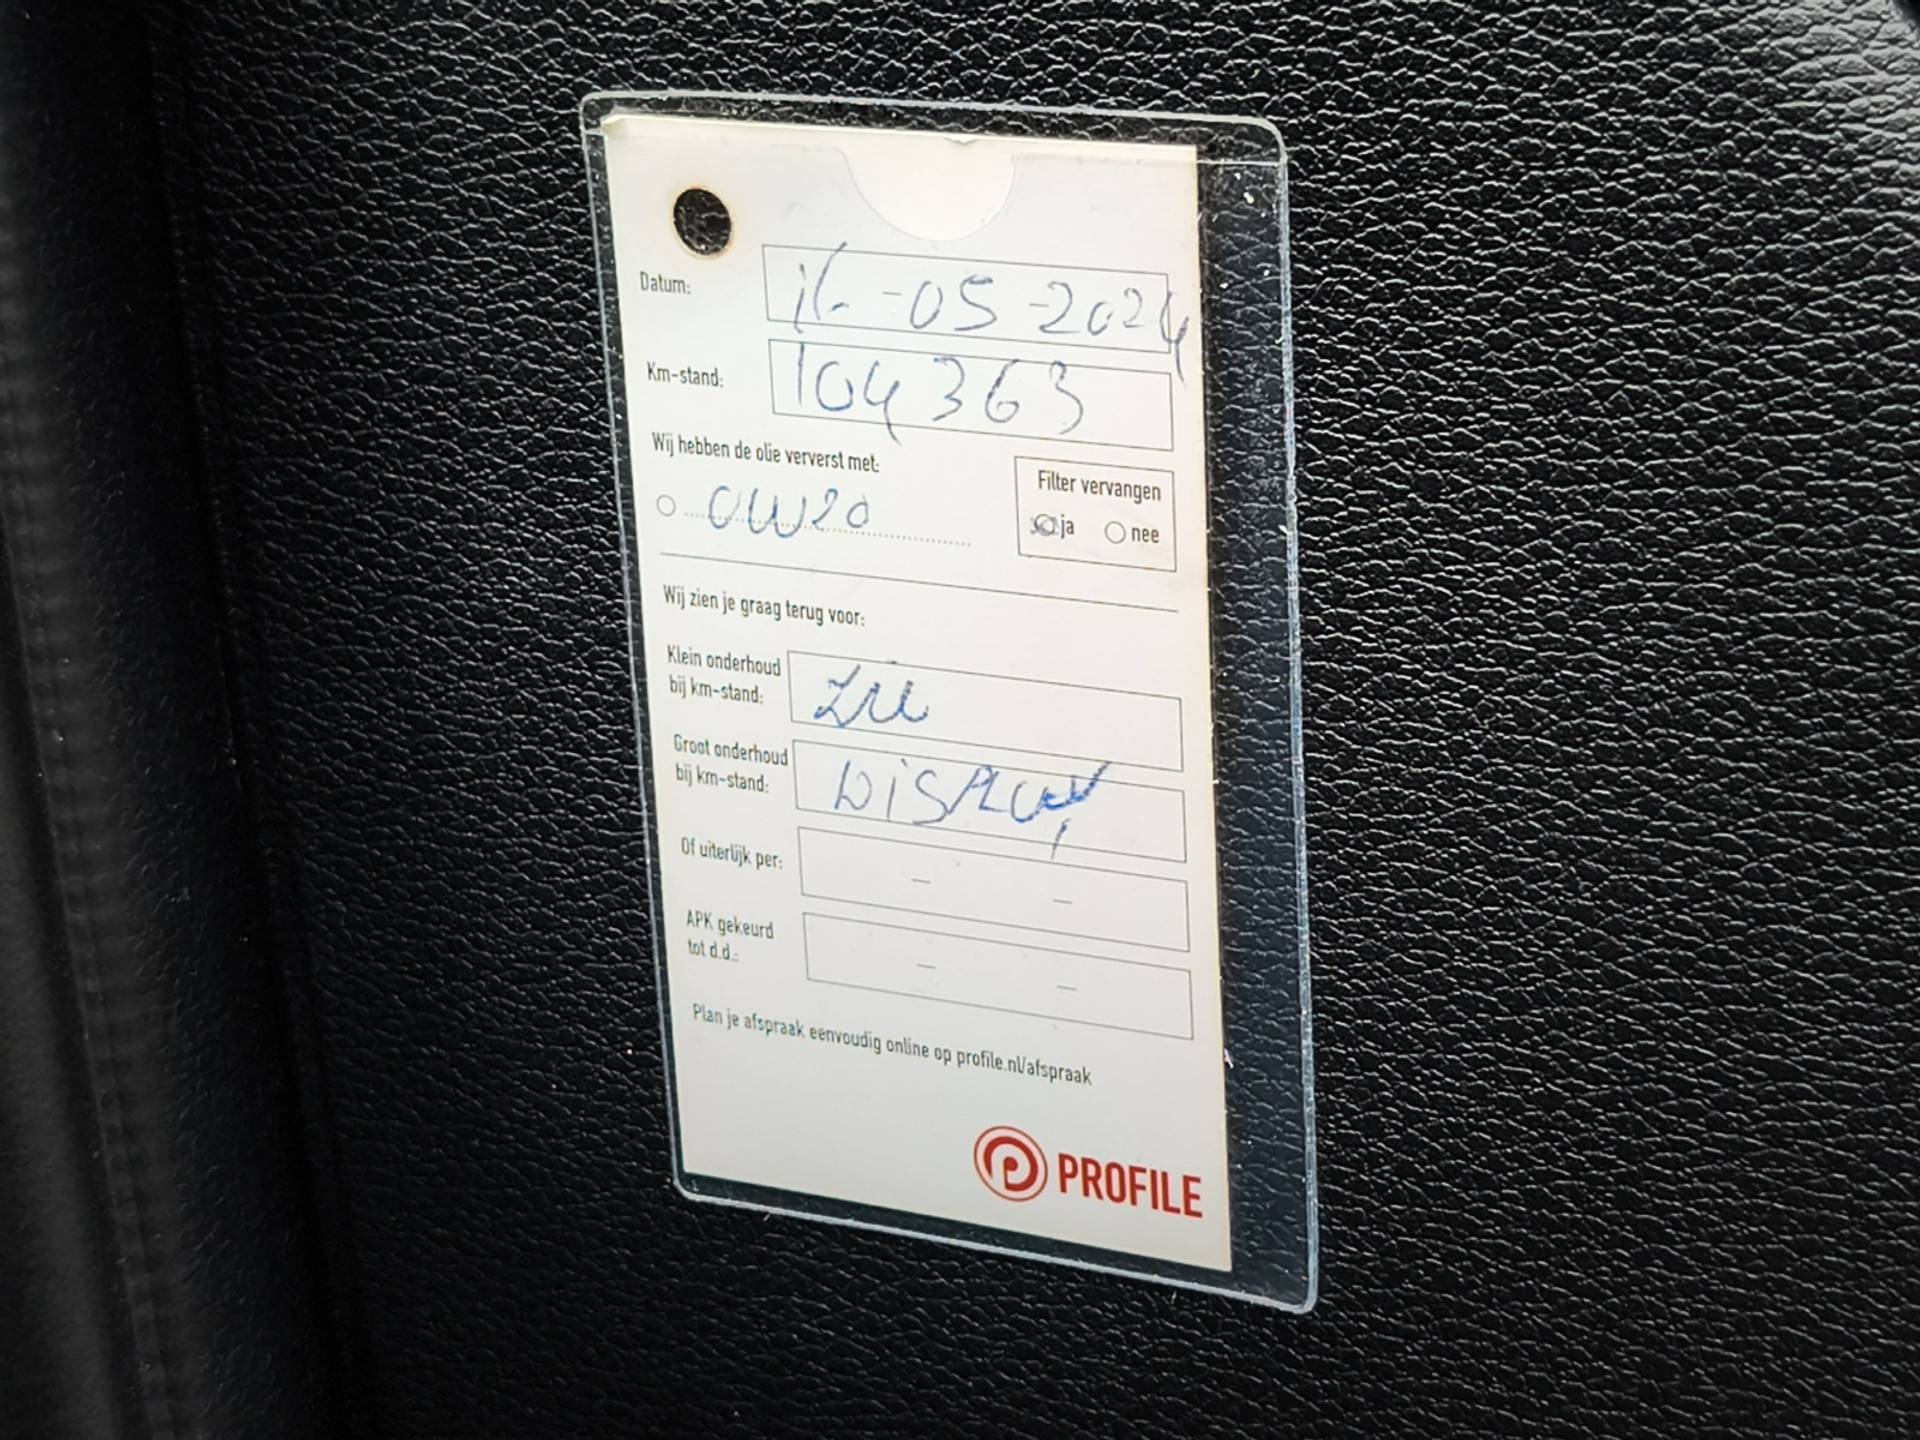 Datum: 16-05-2024
Km-stand: 104363
Wij hebben de olie ververst met:
0W20
Filter vervangen
ja nee
Wij zien je graag terug voor:
Klein onderhoud
bij km-stand:
Groot onderhoud
bij km-stand: DISPLAY
Of uiterlijk per: - -
APK gekeurd
tot d.d.: - -
Plan je afspraak eenvoudig online op profile.nl/afspraak
PROFILE